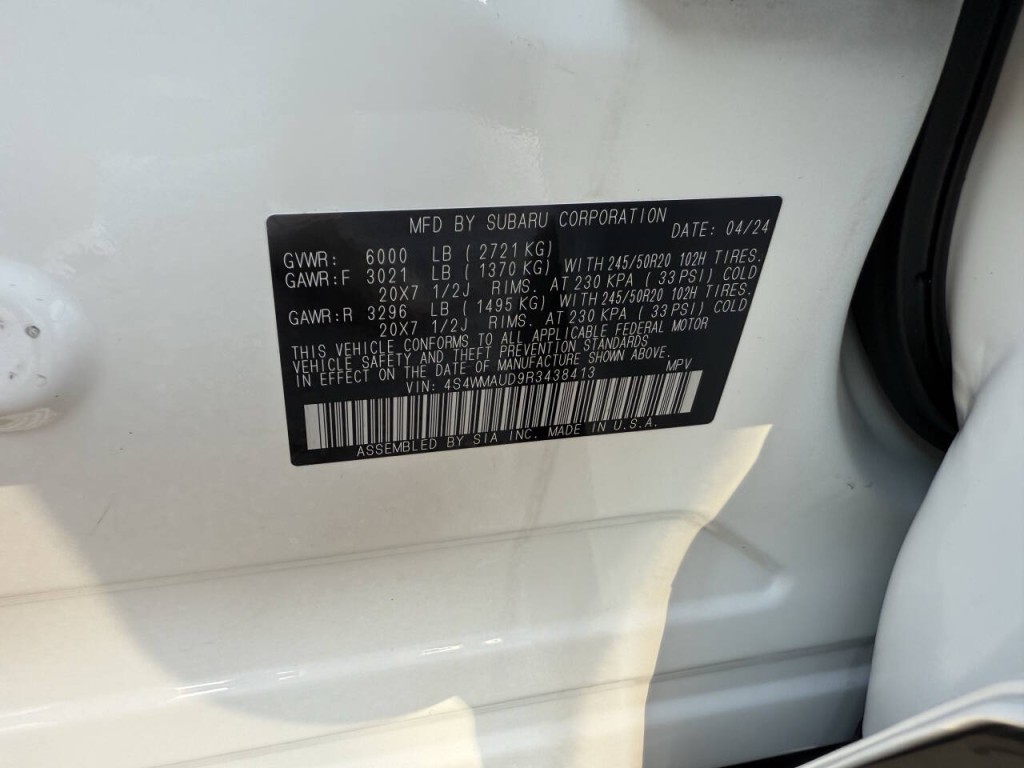 MFD BY SUBARU CORPORATION DATE: 04/24
GVWR: 6000 LB ( 2721 KG)
GAWR:F 3021 LB ( 1370 KG) WITH 245/50R20 102H TIRES.
20X7 1/2J RIMS. AT 230 KPA ( 33 PSI) COLD
GAWR:R 3296 LB ( 1495 KG) WITH 245/50R20 102H TIRES.
20X7 1/2J RIMS. AT 230 KPA ( 33 PSI) COLD
THIS VEHICLE CONFORMS TO ALL APPLICABLE FEDERAL MOTOR
VEHICLE SAFETY AND THEFT PREVENTION STANDARDS
IN EFFECT ON THE DATE OF MANUFACTURE SHOWN ABOVE.
VIN: 4S4WMAUD9R3438413 MPV
ASSEMBLED BY SIA INC. MADE IN U.S.A.